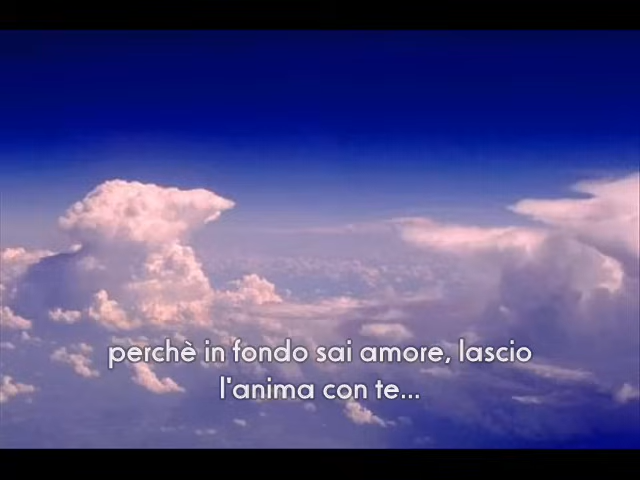 perchè in fondo sai amore, lascio
l'anima con te...